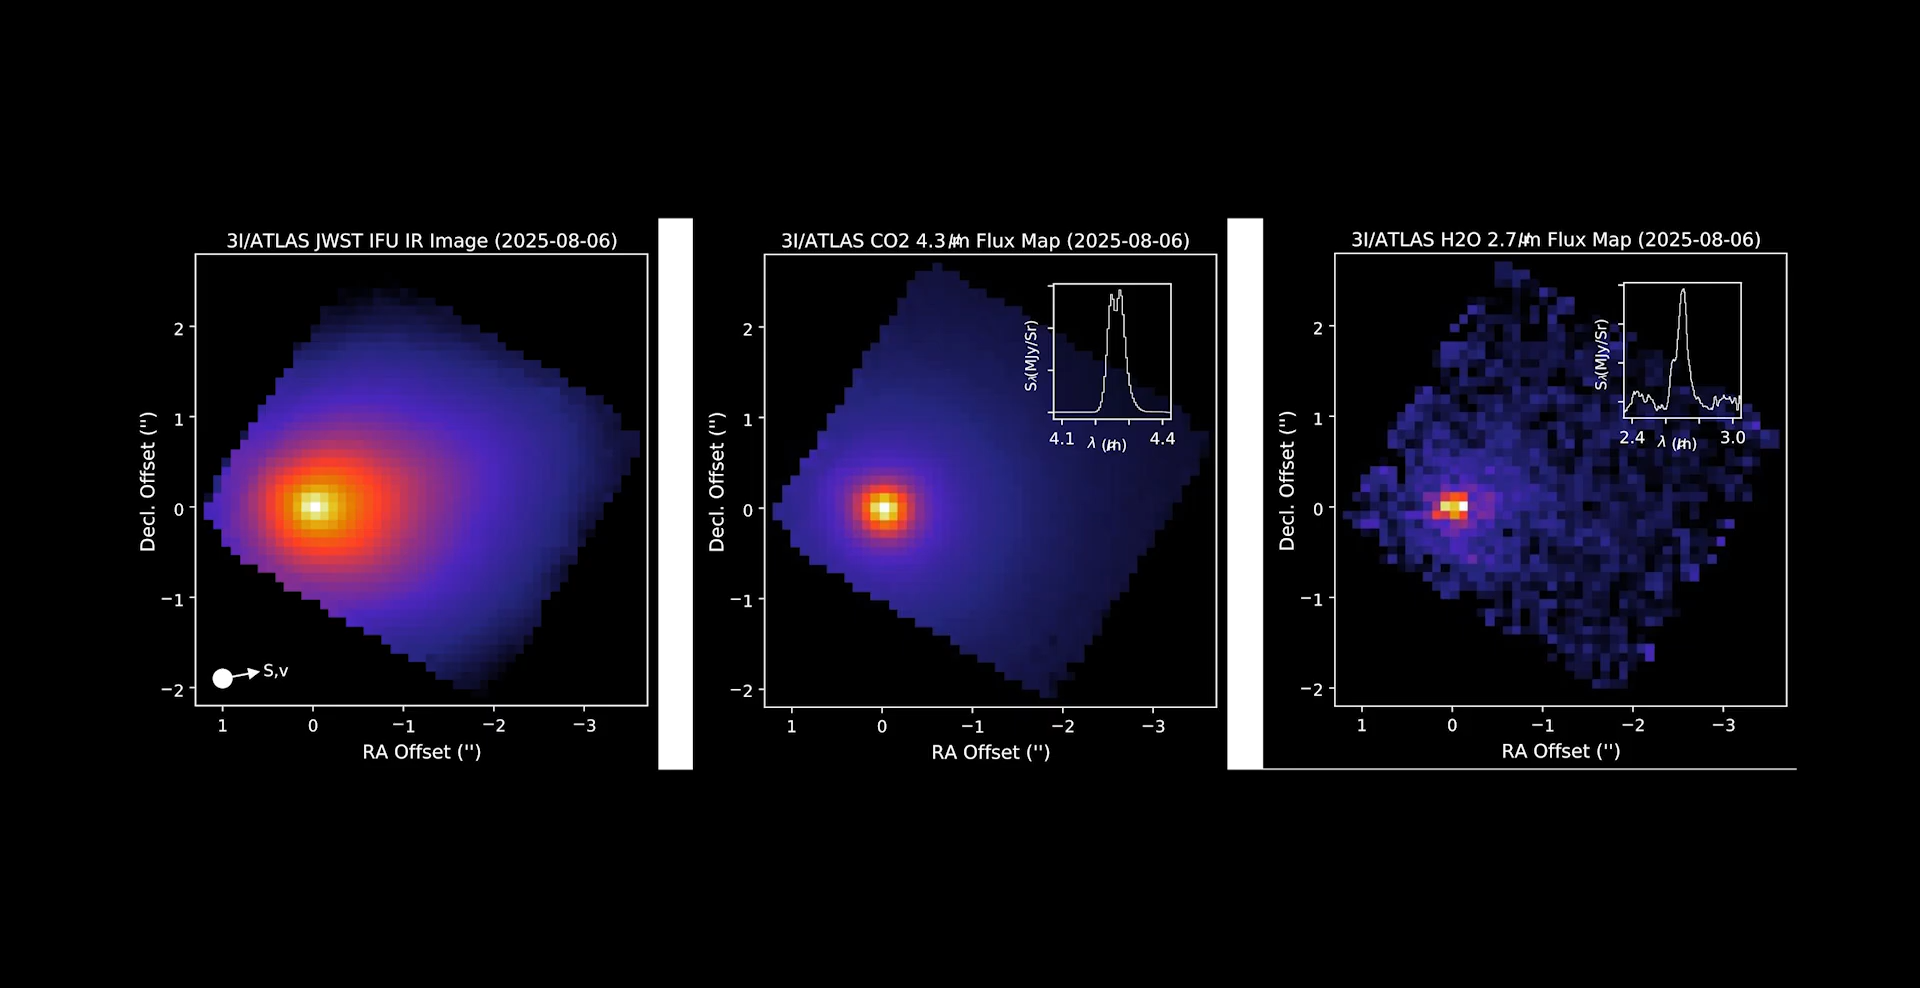 3I/ATLAS JWST IFU IR Image (2025-08-06)
Decl. Offset ('')
2
1
0
−1
−2
S,v
1
0
−1
−2
−3
RA Offset ('')
3I/ATLAS CO2 4.3μm Flux Map (2025-08-06)
Decl. Offset ('')
2
1
0
−1
−2
Sλ(MJy/Sr)
4.1
λ (μm)
4.4
1
0
−1
−2
−3
RA Offset ('')
3I/ATLAS H2O 2.7μm Flux Map (2025-08-06)
Decl. Offset ('')
2
1
0
−1
−2
Sλ(MJy/Sr)
2.4
λ (μm)
3.0
1
0
−1
−2
−3
RA Offset ('')